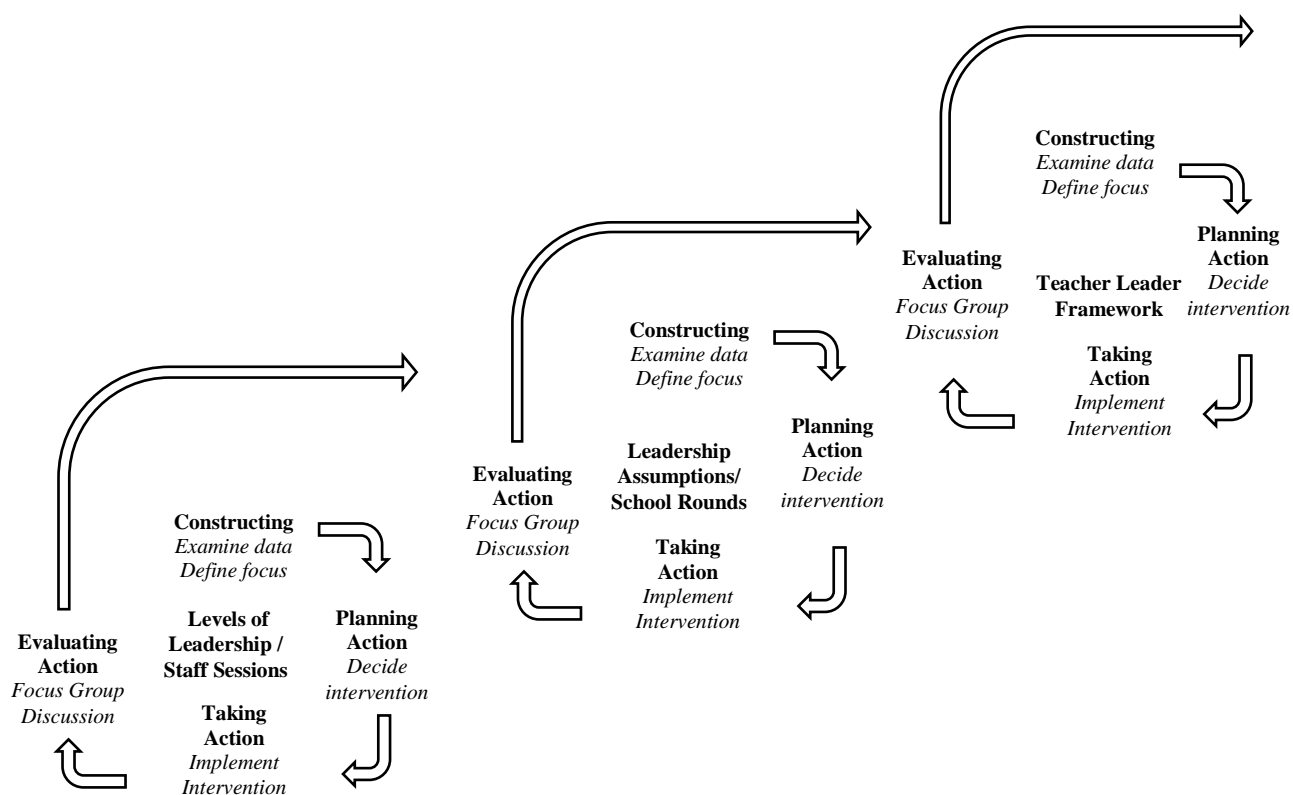 Constructing
Examine data
Define focus
Levels of
Leadership /
Staff Sessions
Planning
Action
Decide
intervention
Taking
Action
Implement
Intervention
Evaluating
Action
Focus Group
Discussion
Constructing
Examine data
Define focus
Leadership
Assumptions/
School Rounds
Planning
Action
Decide
intervention
Taking
Action
Implement
Intervention
Evaluating
Action
Focus Group
Discussion
Constructing
Examine data
Define focus
Teacher Leader
Framework
Planning
Action
Decide
intervention
Taking
Action
Implement
Intervention
Evaluating
Action
Focus Group
Discussion